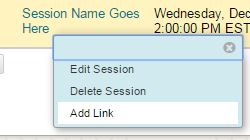 Session Name Goes
Here
Wednesday, Dec
2:00:00 PM EST
Edit Session
Delete Session
Add Link